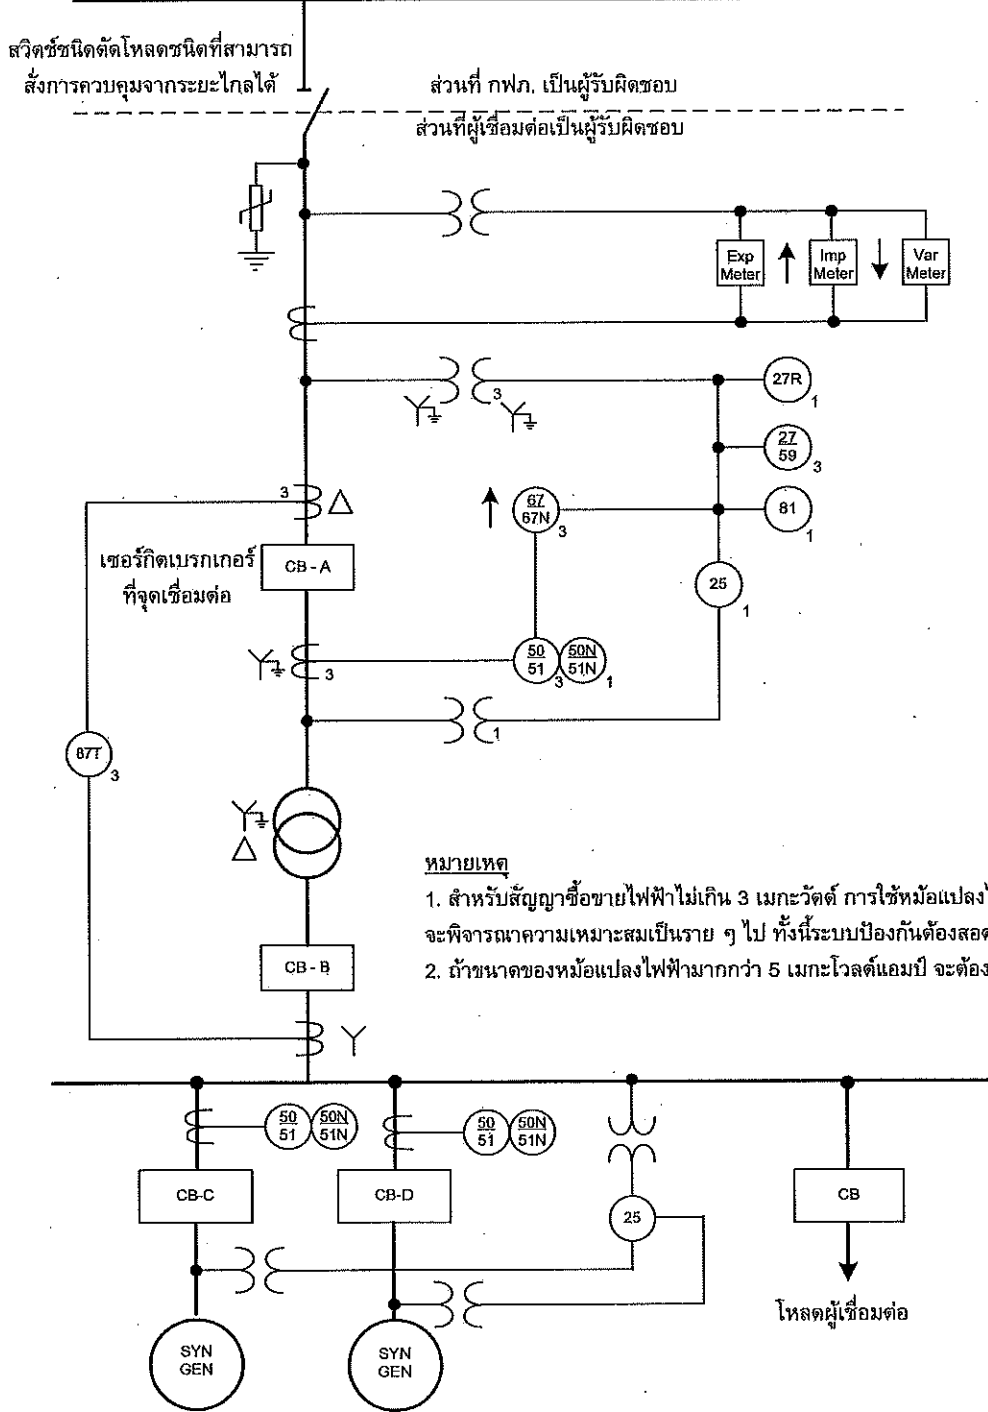 สวิตช์ชนิดตัดโหลดชนิดที่สามารถ
สั่งการควบคุมจากระยะไกลได้
ส่วนที่ กฟภ. เป็นผู้รับผิดชอบ
ส่วนที่ผู้เชื่อมต่อเป็นผู้รับผิดชอบ
Exp
Meter
Imp
Meter
Var
Meter
3
27R
1
27
59
3
3
67
67N
3
81
1
เซอร์กิตเบรกเกอร์
ที่จุดเชื่อมต่อ
CB - A
25
1
3
50
51
3
50N
51N
1
1
87T
3
หมายเหตุ
1. สำหรับสัญญาซื้อขายไฟฟ้าไม่เกิน 3 เมกะวัตต์ การใช้หม้อแปลง
จะพิจารณาความเหมาะสมเป็นราย ๆ ไป ทั้งนี้ระบบป้องกันต้อง
2. ถ้าขนาดของหม้อแปลงไฟฟ้ามากกว่า 5 เมกะโวลต์แอมป์ จะต้อง
CB - B
50
51
50N
51N
50
51
50N
51N
CB-C
CB-D
25
CB
โหลดผู้เชื่อมต่อ
SYN
GEN
SYN
GEN